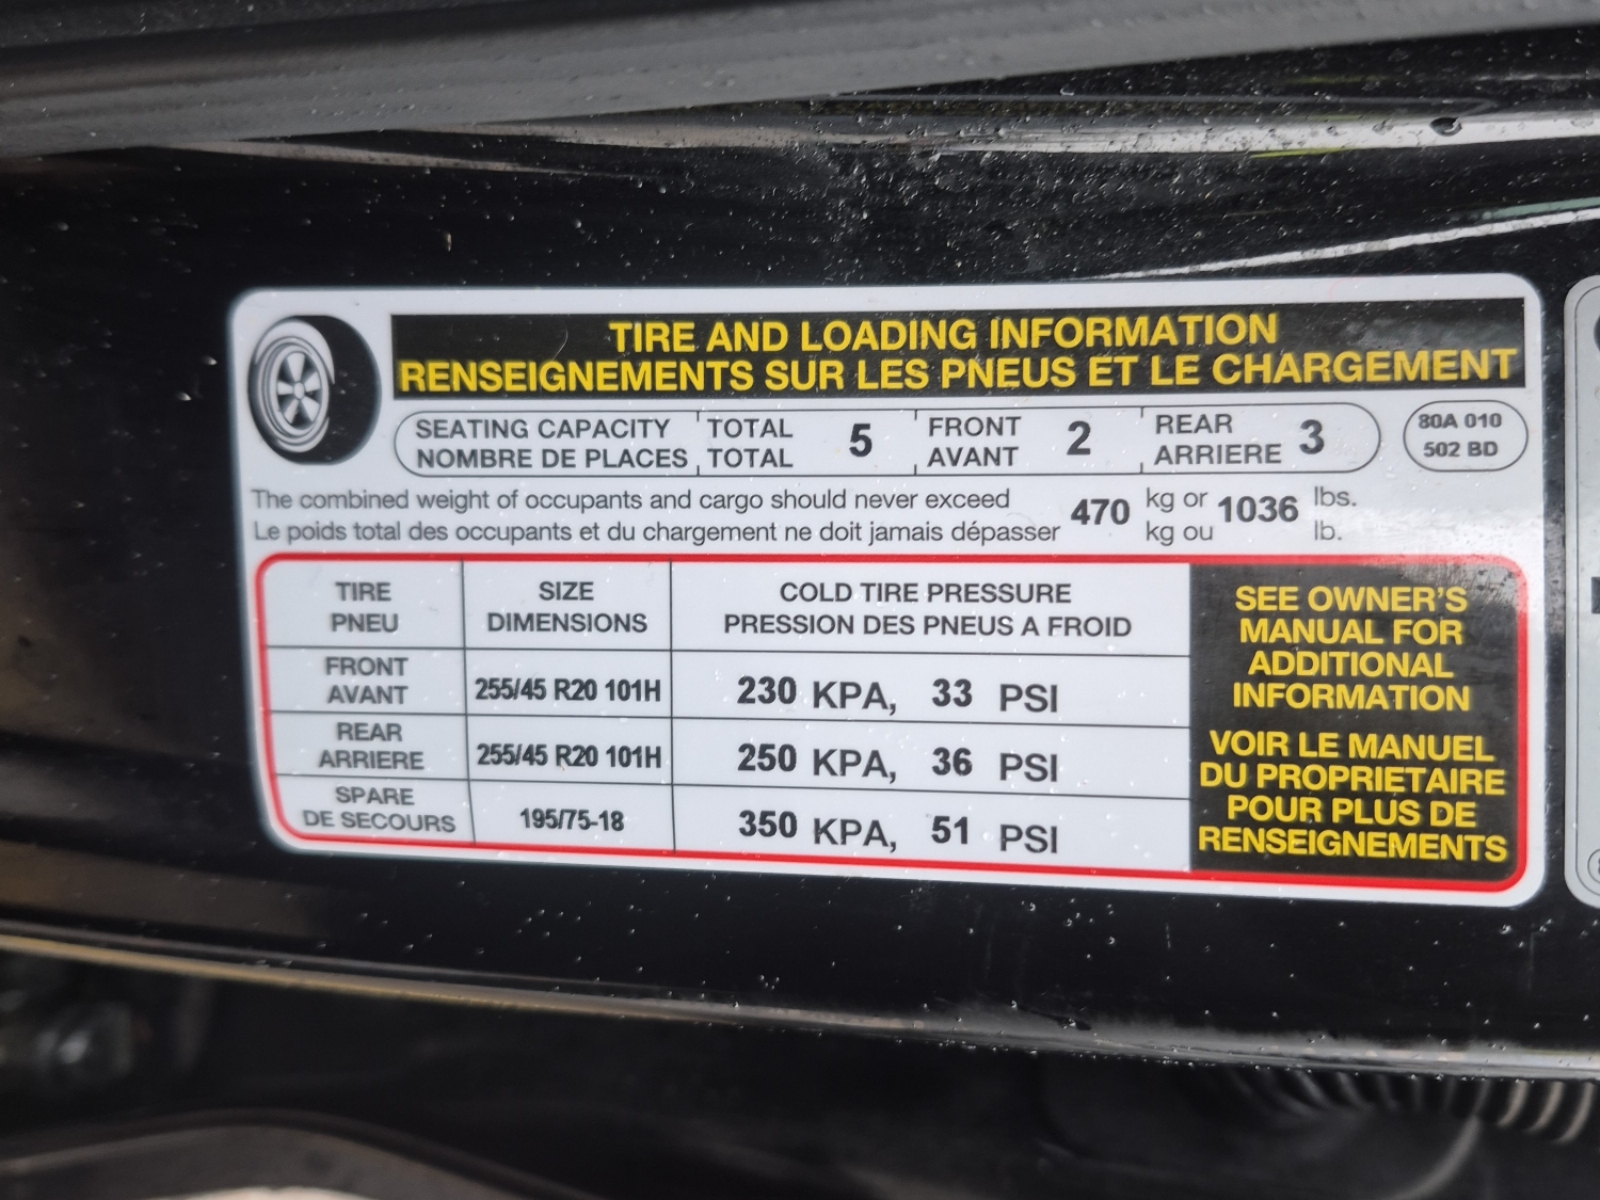 TIRE AND LOADING INFORMATION
RENSEIGNEMENTS SUR LES PNEUS ET LE CHARGEMENT
SEATING CAPACITY TOTAL 5 FRONT 2 REAR 3 80A 010
NOMBRE DE PLACES TOTAL AVANT ARRIERE 502 BD
The combined weight of occupants and cargo should never exceed 470 kg or 1036 lbs.
Le poids total des occupants et du chargement ne doit jamais dépasser kg ou lb.
TIRE SIZE COLD TIRE PRESSURE
PNEU DIMENSIONS PRESSION DES PNEUS A FROID
FRONT
AVANT 255/45 R20 101H 230 KPA, 33 PSI
REAR
ARRIERE 255/45 R20 101H 250 KPA, 36 PSI
SPARE
DE SECOURS 195/75-18 350 KPA, 51 PSI
SEE OWNER'S
MANUAL FOR
ADDITIONAL
INFORMATION
VOIR LE MANUEL
DU PROPRIETAIRE
POUR PLUS DE
RENSEIGNEMENTS